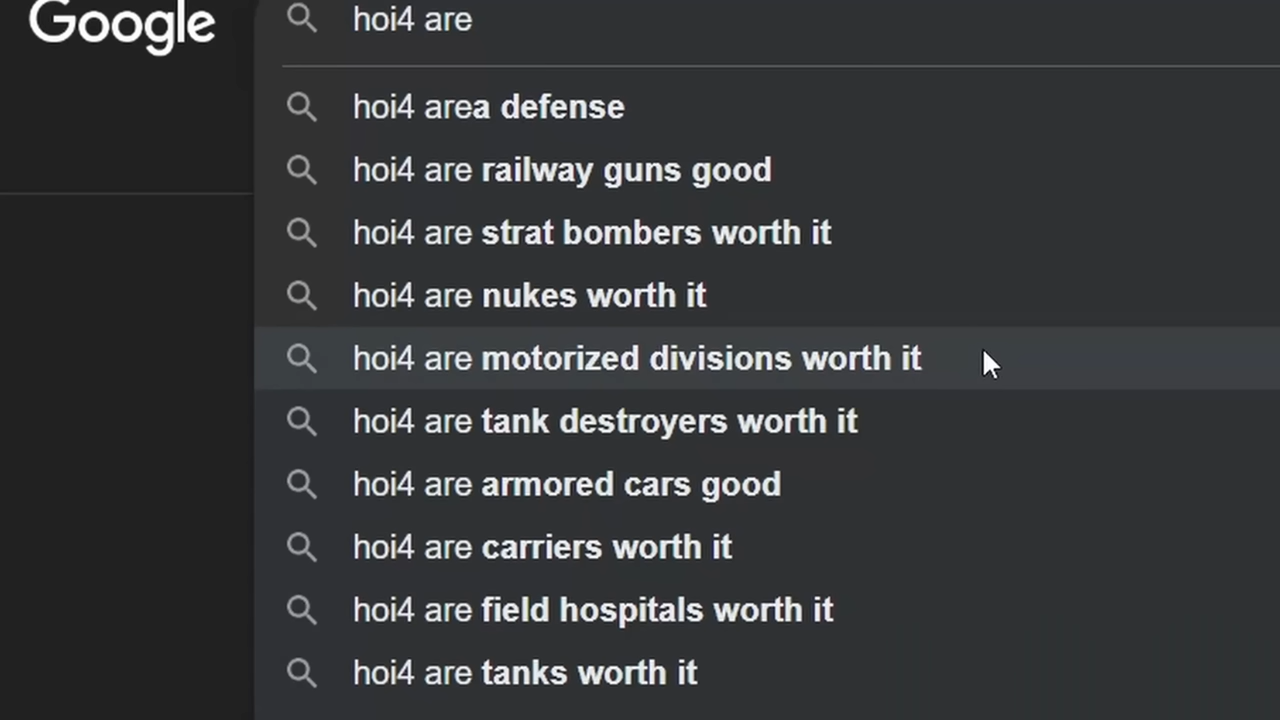 Google
hoi4 are
hoi4 area defense
hoi4 are railway guns good
hoi4 are strat bombers worth it
hoi4 are nukes worth it
hoi4 are motorized divisions worth it
hoi4 are tank destroyers worth it
hoi4 are armored cars good
hoi4 are carriers worth it
hoi4 are field hospitals worth it
hoi4 are tanks worth it